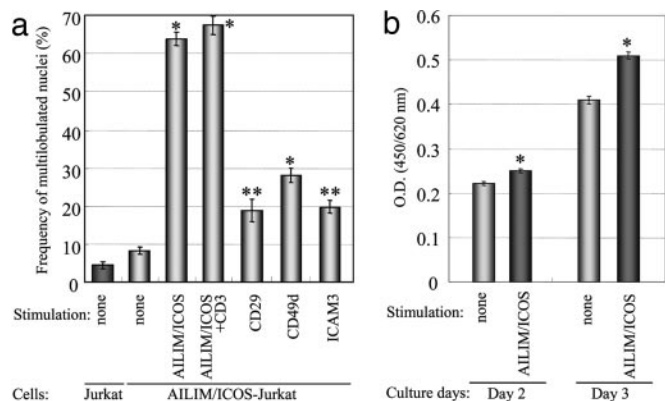 a
Frequency of multilobulated nuclei (%)
70
60
50
40
30
20
10
0
*
*
**
*
**
Stimulation:
none
none
AILIM/ICOS
AILIM/ICOS
+CD3
CD29
CD49d
ICAM3
Cells:
Jurkat
AILIM/ICOS-Jurkat
b
O.D. (450/620 nm)
0.6
0.5
0.4
0.3
0.2
0.1
0
*
*
Stimulation:
none
AILIM/ICOS
none
AILIM/ICOS
Culture days:
Day 2
Day 3